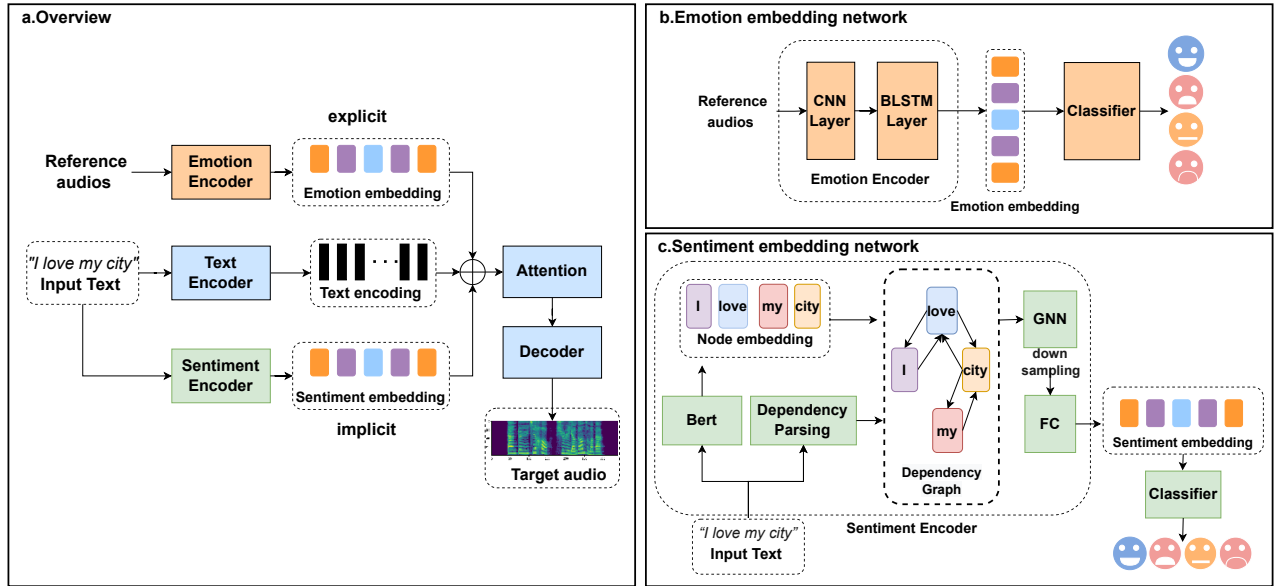 a.Overview
explicit
Reference
audios
Emotion
Encoder
Emotion embedding
"I love my city"
Input Text
Text
Encoder
Text encoding
Attention
Decoder
Sentiment
Encoder
Sentiment embedding
implicit
Target audio
b.Emotion embedding network
Reference
audios
CNN
Layer
BLSTM
Layer
Emotion Encoder
Emotion embedding
Classifier
c.Sentiment embedding network
I
love
my
city
Node embedding
Bert
Dependency
Parsing
love
I
city
my
Dependency
Graph
GNN
down
sampling
FC
Sentiment embedding
Classifier
Sentiment Encoder
“I love my city”
Input Text